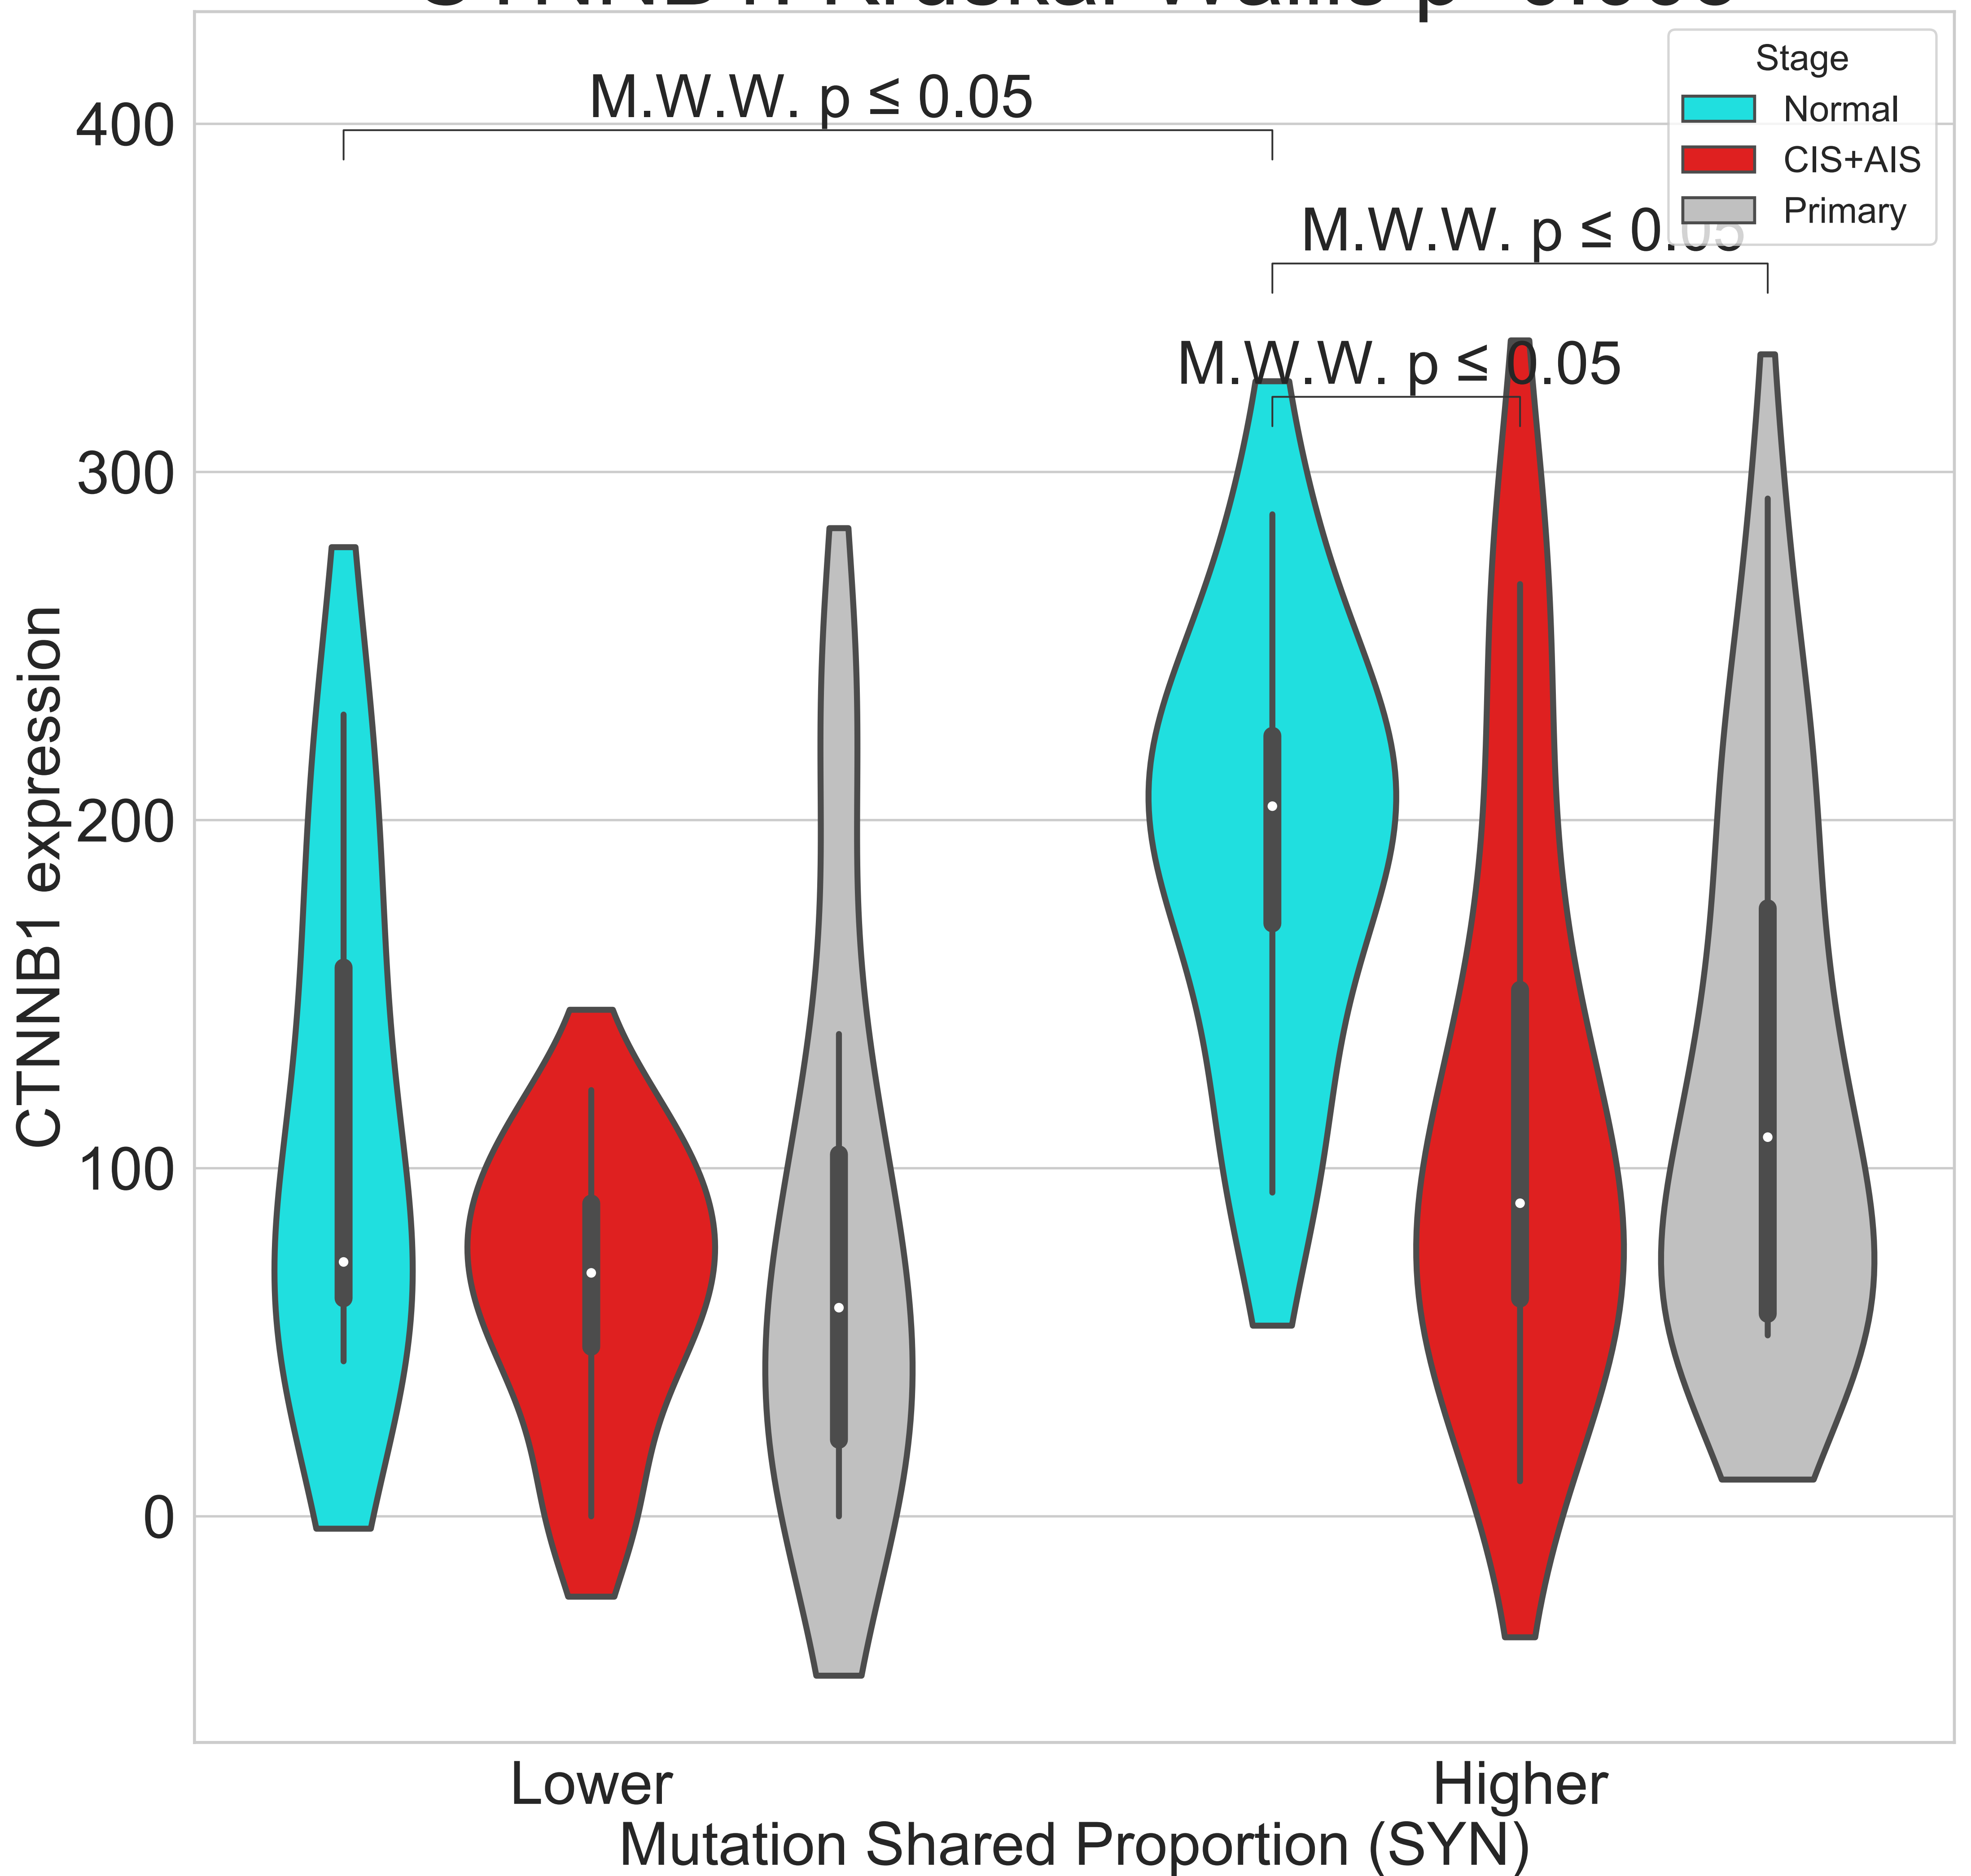 M.W.W. p ≤ 0.05
Stage
Normal
CIS+AIS
Primary
M.W.W. p ≤ 0.05
M.W.W. p ≤ 0.05
400
300
200
100
0
CTNNB1 expression
Lower
Higher
Mutation Shared Proportion (SYN)